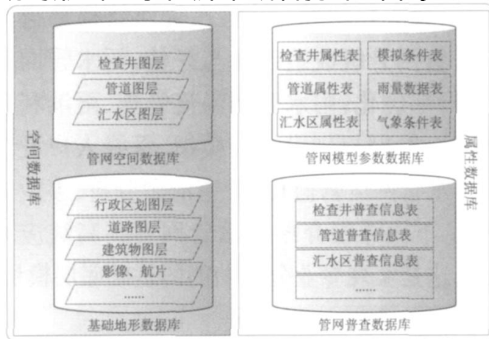 空间数据库
检查井图层
管道图层
汇水区图层
管网空间数据库
行政区划图层
道路图层
建筑物图层
影像、航片
......
基础地形数据库
检查井属性表 模拟条件表
管道属性表 雨量数据表
汇水区属性表 气象条件表
管网模型参数数据库
检查井普查信息表
管道普查信息表
汇水区普查信息表
......
管网普查数据库
属性数据库